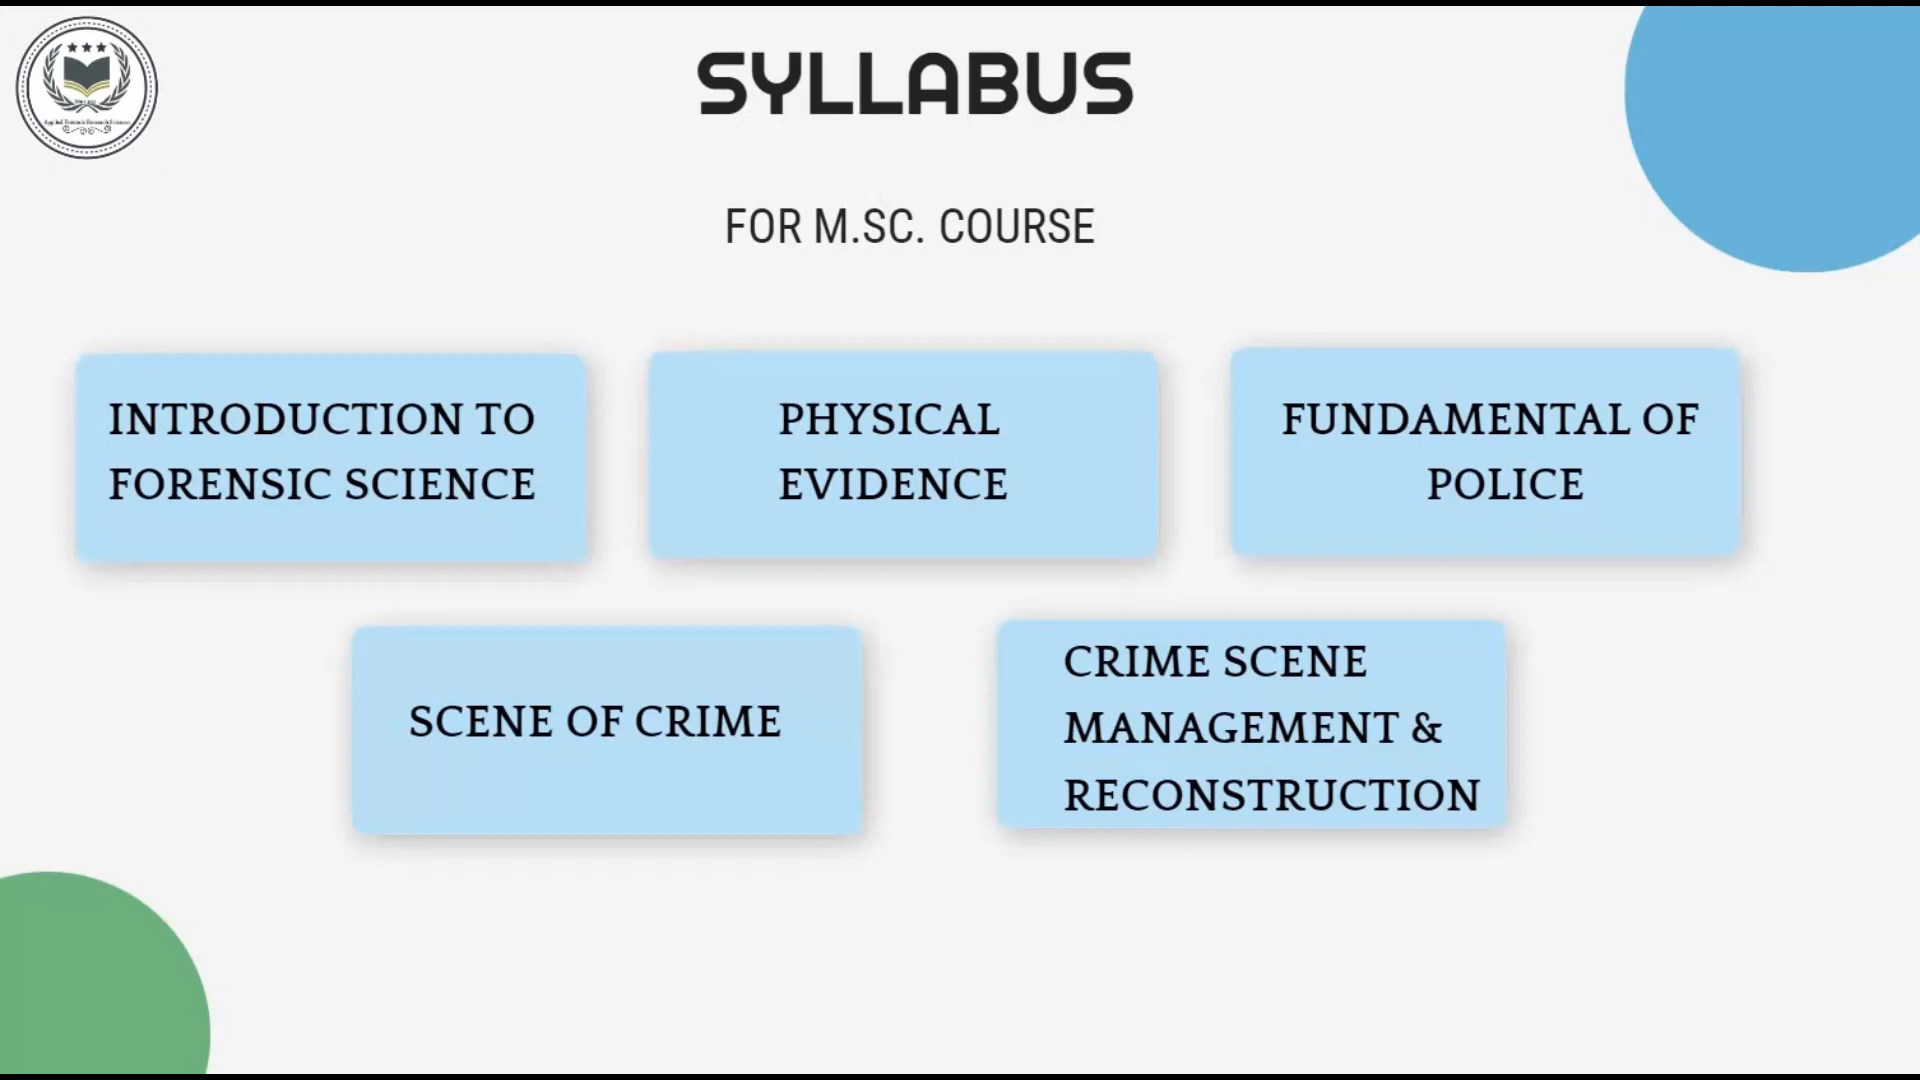 SYLLABUS
FOR M.SC. COURSE
INTRODUCTION TO
FORENSIC SCIENCE
PHYSICAL
EVIDENCE
FUNDAMENTAL OF
POLICE
SCENE OF CRIME
CRIME SCENE
MANAGEMENT &
RECONSTRUCTION